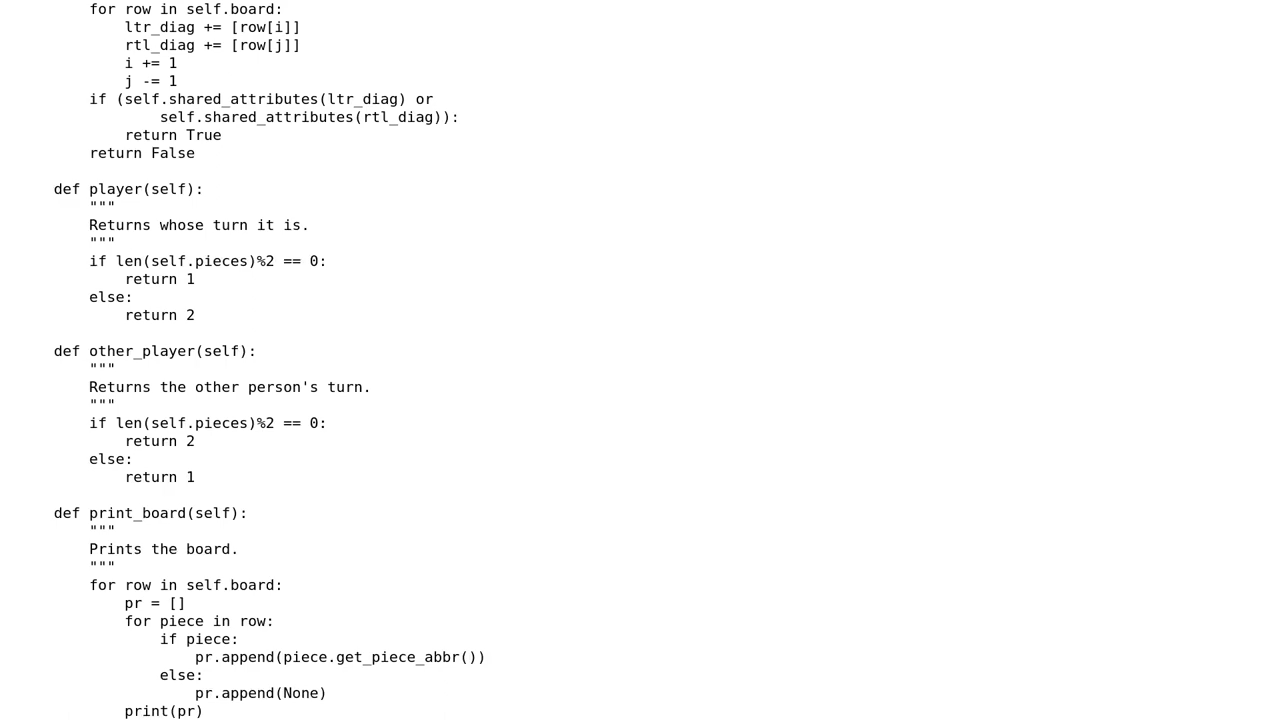 for row in self.board:
ltr_diag += [row[i]]
rtl_diag += [row[j]]
i += 1
j -= 1
if (self.shared_attributes(ltr_diag) or
self.shared_attributes(rtl_diag)):
return True
return False
def player(self):
"""
Returns whose turn it is.
"""
if len(self.pieces)%2 == 0:
return 1
else:
return 2
def other_player(self):
"""
Returns the other person's turn.
"""
if len(self.pieces)%2 == 0:
return 2
else:
return 1
def print_board(self):
"""
Prints the board.
"""
for row in self.board:
pr = []
for piece in row:
if piece:
pr.append(piece.get_piece_abbr())
else:
pr.append(None)
print(pr)